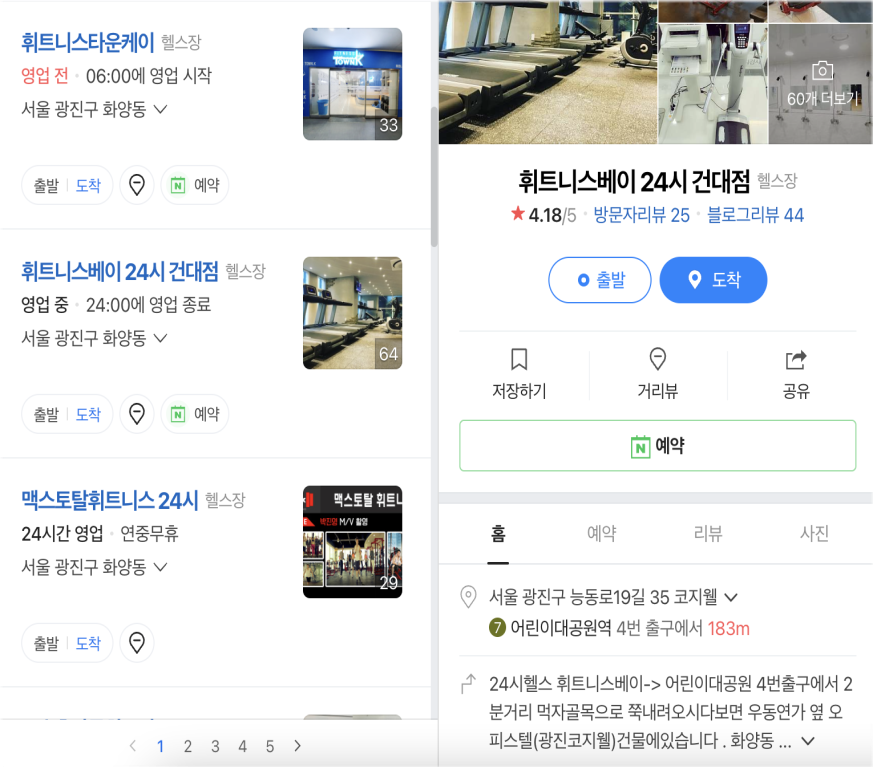 휘트니스타운케이 헬스장
영업 전 · 06:00에 영업 시작
서울 광진구 화양동
33
출발 도착 N 예약
휘트니스베이 24시 건대점 헬스장
영업 중 · 24:00에 영업 종료
서울 광진구 화양동
64
출발 도착 N 예약
맥스토탈휘트니스 24시 헬스장
맥스토탈 휘트니
M/V 촬영
24시간 영업 · 연중무휴
서울 광진구 화양동
29
출발 도착
1 2 3 4 5
60개 더보기
휘트니스베이 24시 건대점 헬스장
★ 4.18/5 · 방문자리뷰 25 · 블로그리뷰 44
출발 도착
저장하기 거리뷰 공유
N 예약
홈 예약 리뷰 사진
서울 광진구 능동로19길 35 코지웰
7 어린이대공원역 4번 출구에서 183m
24시헬스 휘트니스베이-> 어린이대공원 4번출구에서 2
분거리 먹자골목으로 쭉내려오시다보면 우동연가 옆 오
피스텔(광진코지웰)건물에있습니다 . 화양동 ...